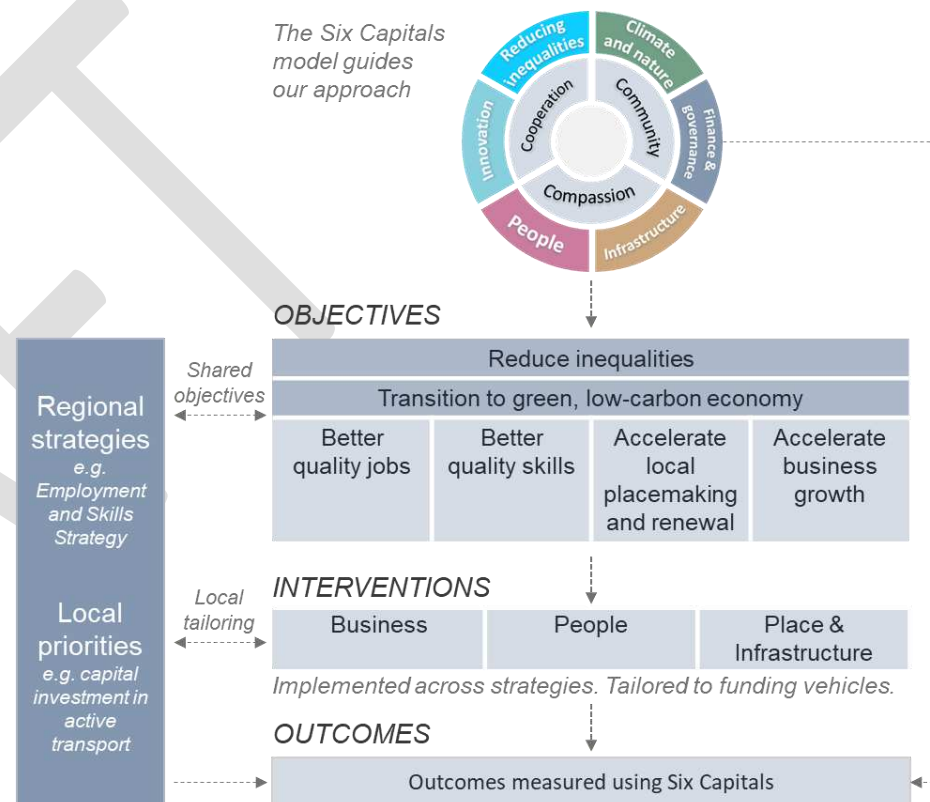 The Six Capitals
model guides
our approach
Reducing
inequalities
Climate
and nature
Finance &
governance
Infrastructure
People
Innovation
Cooperation
Community
Compassion
OBJECTIVES
Reduce inequalities
Transition to green, low-carbon economy
Better
quality jobs
Better
quality skills
Accelerate
local
placemaking
and renewal
Accelerate
business
growth
Shared
objectives
Regional
strategies
e.g.
Employment
and Skills
Strategy
Local
priorities
e.g. capital
investment in
active
transport
Local
tailoring
INTERVENTIONS
Business
People
Place &
Infrastructure
Implemented across strategies. Tailored to funding vehicles.
OUTCOMES
Outcomes measured using Six Capitals